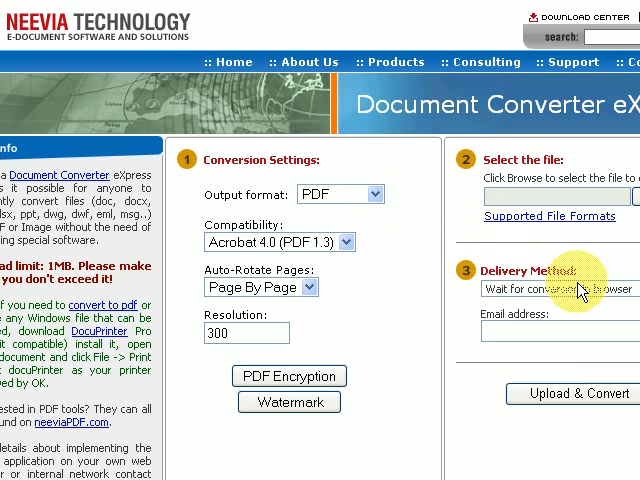 NEEVIA TECHNOLOGY
E-DOCUMENT SOFTWARE AND SOLUTIONS
DOWNLOAD CENTER
search:
:: Home :: About Us :: Products :: Consulting :: Support :: Co
Document Converter eX
nfo
a Document Converter eXpress
s it possible for anyone to
ntly convert files (doc, docx,
lsx, ppt, dwg, dwf, eml, msg..)
F or Image without the need of
ing special software.
ad limit: 1MB. Please make
you don't exceed it!
if you need to convert to pdf or
e any Windows file that can be
ed, download DocuPrinter Pro
it compatible) install it, open
document and click File -> Print
t docuPrinter as your printer
wed by OK.
ested in PDF tools? They can all
und on neeviaPDF.com.
details about implementing the
application on your own web
r or internal network contact
1 Conversion Settings:
Output format: PDF
Compatibility:
Acrobat 4.0 (PDF 1.3)
Auto-Rotate Pages:
Page By Page
Resolution:
300
PDF Encryption
Watermark
2 Select the file:
Click Browse to select the file to
Supported File Formats
3 Delivery Method:
Wait for conversion in browser
Email address:
Upload & Convert